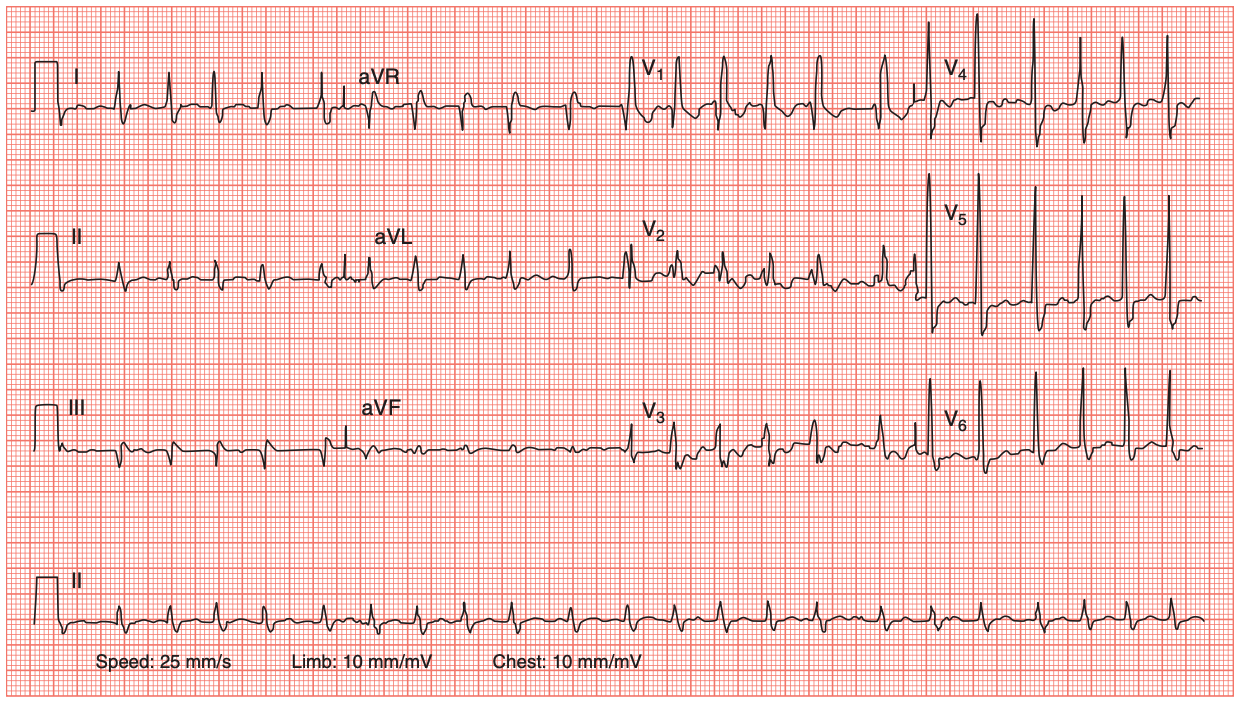 I aVR V1 V4
II aVL V2 V5
III aVF V3 V6
II
Speed: 25 mm/s Limb: 10 mm/mV Chest: 10 mm/mV